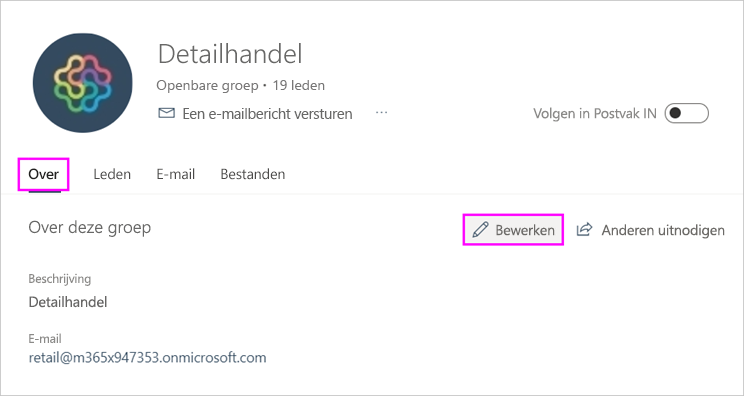 Detailhandel
Openbare groep • 19 leden
Een e-mailbericht versturen ···
Volgen in Postvak IN
Over Leden E-mail Bestanden
Over deze groep
Bewerken Anderen uitnodigen
Beschrijving
Detailhandel
E-mail
retail@m365x947353.onmicrosoft.com